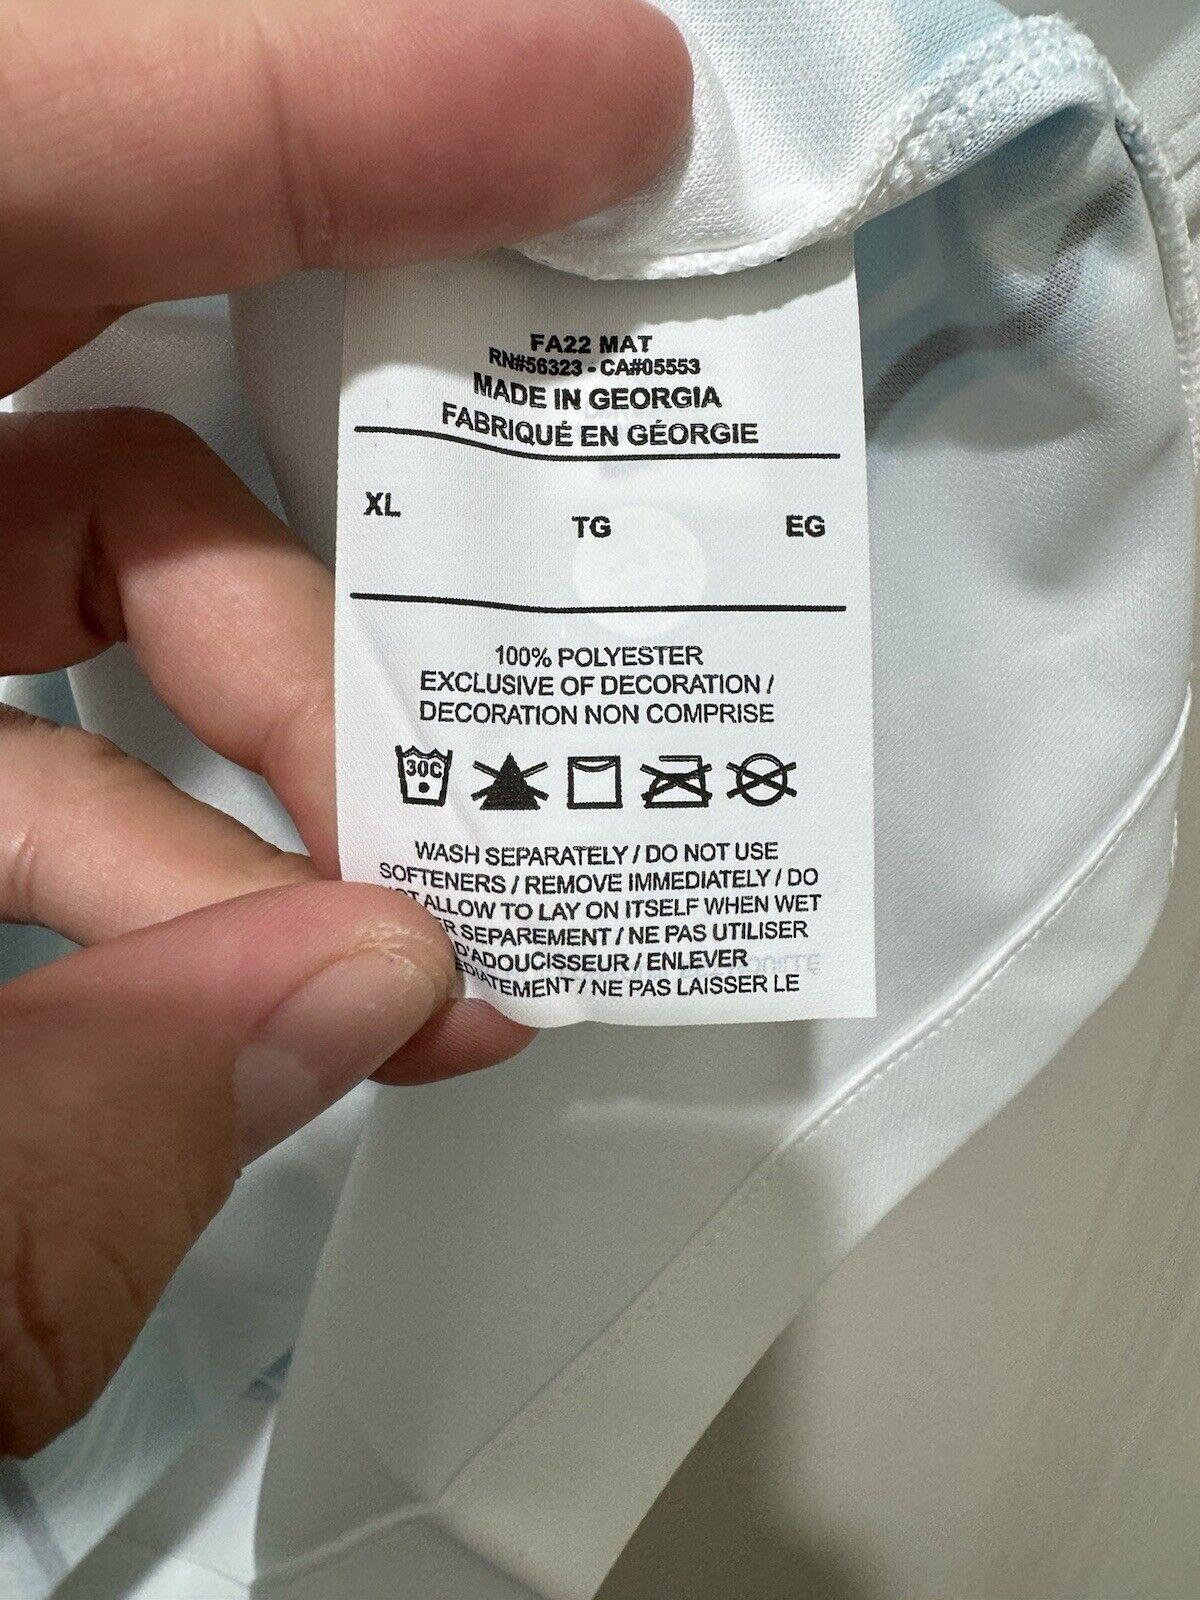 FA22 MAT
RN#56323 - CA#05553
MADE IN GEORGIA
FABRIQUÉ EN GÉORGIE
XL TG EG
100% POLYESTER
EXCLUSIVE OF DECORATION /
DECORATION NON COMPRISE
30C
WASH SEPARATELY / DO NOT USE
SOFTENERS / REMOVE IMMEDIATELY / DO
ALLOW TO LAY ON ITSELF WHEN WET
SEPAREMENT / NE PAS UTILISER
D'ADOUCISSEUR / ENLEVER
/ NE PAS LAISSER LE